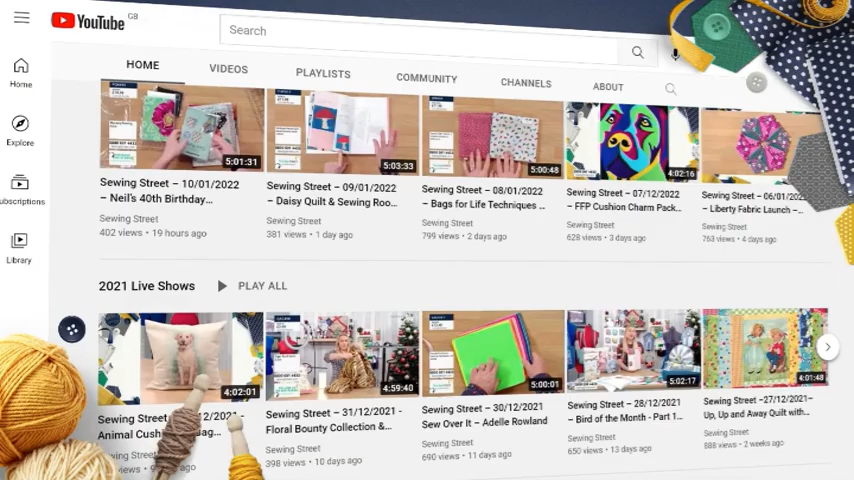 YouTube GB
Search
Home
Explore
ubscriptions
Library
HOME
VIDEOS
PLAYLISTS
COMMUNITY
CHANNELS
ABOUT
5:01:31
5:03:33
5:00:48
4:02:16
Sewing Street – 10/01/2022
– Neil's 40th Birthday...
Sewing Street
402 views • 19 hours ago
Sewing Street – 09/01/2022
– Daisy Quilt & Sewing Roo...
Sewing Street
381 views • 1 day ago
Sewing Street – 08/01/2022
– Bags for Life Techniques ...
Sewing Street
799 views • 2 days ago
Sewing Street – 07/12/2022
– FFP Cushion Charm Pack...
Sewing Street
628 views • 3 days ago
Sewing Street – 06/01/
– Liberty Fabric Launch –...
Sewing Street
763 views • 4 days ago
2021 Live Shows
PLAY ALL
4:02:01
4:59:40
5:00:01
5:02:17
4:01:48
Sewing Street 2/2021-
Animal Cush ag...
Sewing Street
views
Sewing Street – 31/12/2021 -
Floral Bounty Collection &...
Sewing Street
398 views • 10 days ago
Sewing Street – 30/12/2021
Sew Over It – Adelle Rowland
Sewing Street
690 views • 11 days ago
Sewing Street – 28/12/2021
– Bird of the Month - Part 1...
Sewing Street
650 views • 13 days ago
Sewing Street –27/12/2021–
Up, Up and Away Quilt with...
Sewing Street
888 views • 2 weeks ago